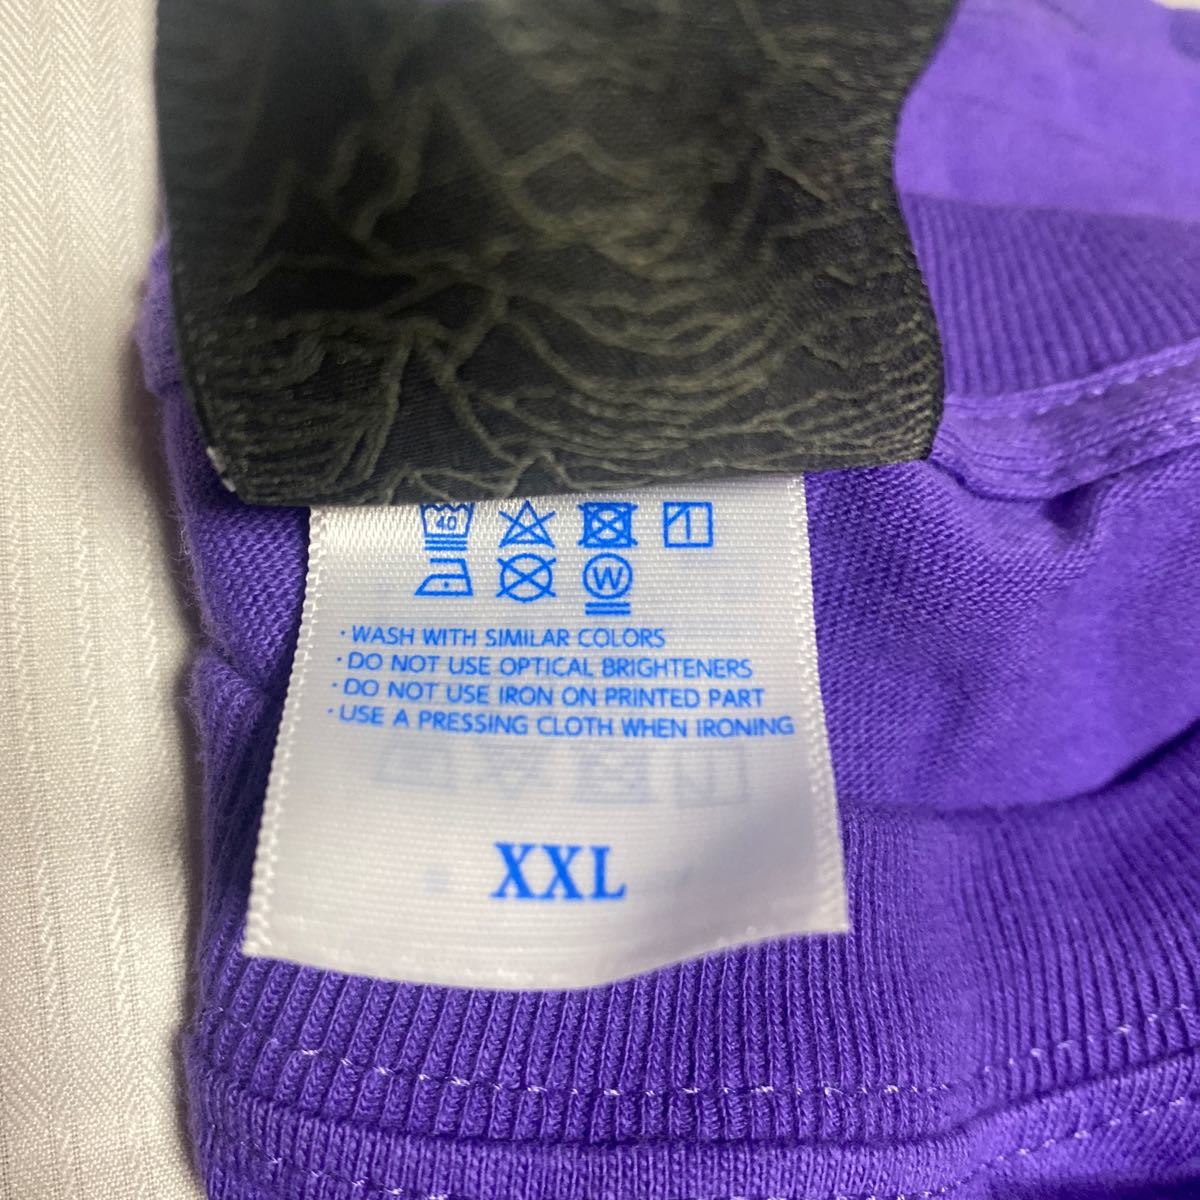 40
W
· WASH WITH SIMILAR COLORS
· DO NOT USE OPTICAL BRIGHTENERS
· DO NOT USE IRON ON PRINTED PART
· USE A PRESSING CLOTH WHEN IRONING
XXL